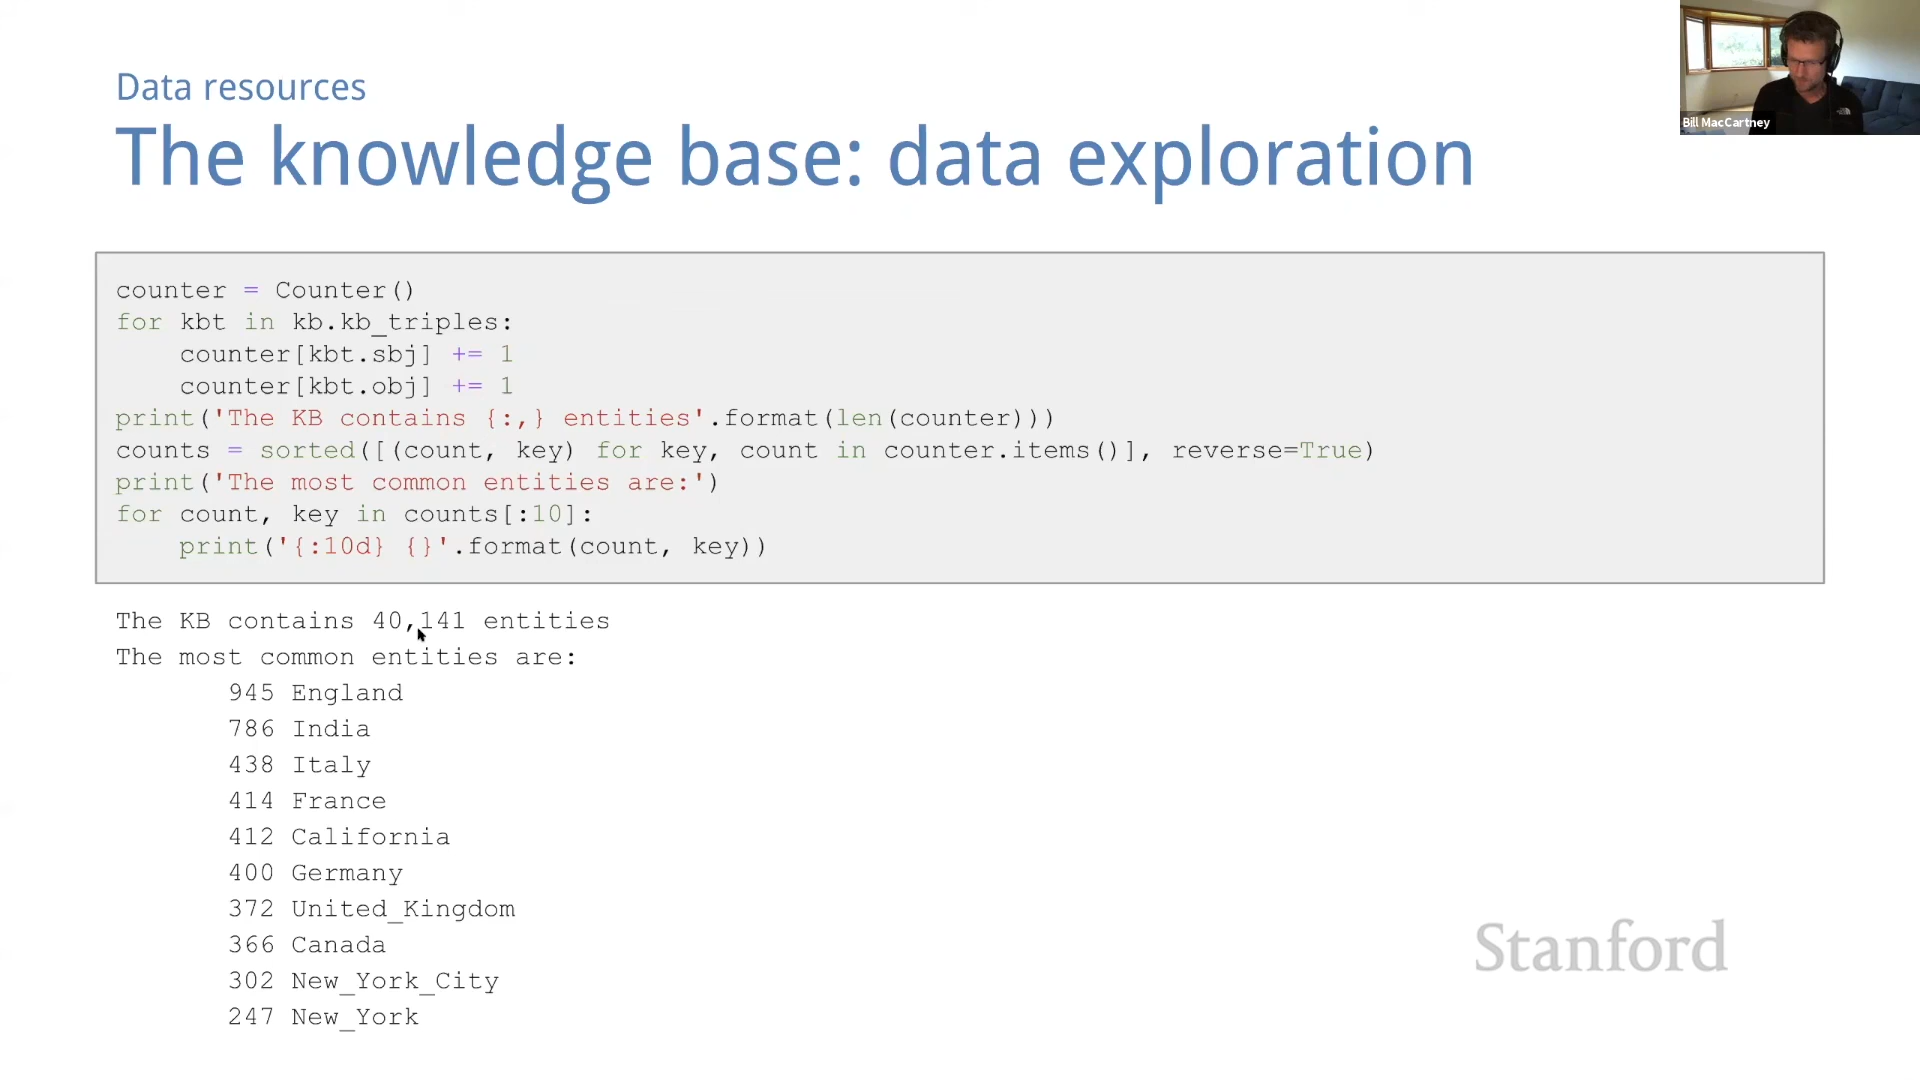 Data resources
The knowledge base: data exploration
Bill MacCartney
counter = Counter()
for kbt in kb.kb_triples:
    counter[kbt.sbj] += 1
    counter[kbt.obj] += 1
print('The KB contains {:,} entities'.format(len(counter)))
counts = sorted([(count, key) for key, count in counter.items()], reverse=True)
print('The most common entities are:')
for count, key in counts[:10]:
    print('{:10d} {}'.format(count, key))
The KB contains 40,141 entities
The most common entities are:
945 England
786 India
438 Italy
414 France
412 California
400 Germany
372 United_Kingdom
366 Canada
302 New_York_City
247 New_York
Stanford